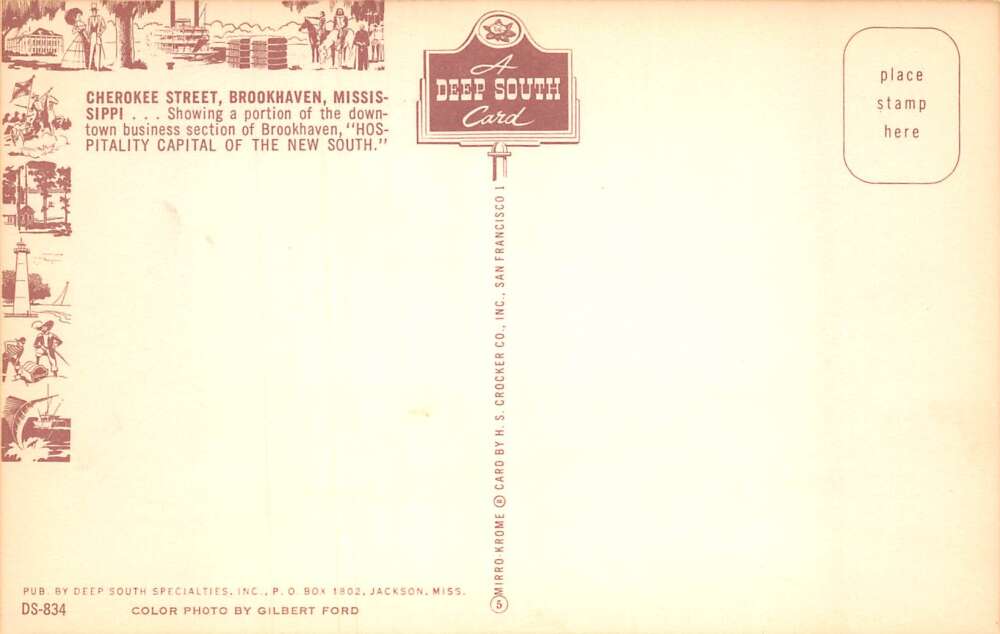 CHEROKEE STREET, BROOKHAVEN, MISSIS-
SIPPI . . . Showing a portion of the down-
town business section of Brookhaven, "HOS-
PITALITY CAPITAL OF THE NEW SOUTH."
A
DEEP SOUTH
Card
place
stamp
here
MIRRO-KROME ® CARD BY H. S. CROCKER CO., INC., SAN FRANCISCO 1
5
PUB. BY DEEP SOUTH SPECIALTIES, INC., P. O. BOX 1802, JACKSON, MISS.
DS-834 COLOR PHOTO BY GILBERT FORD